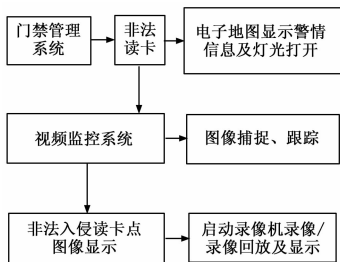 门禁管理
系统
非法
读卡
电子地图显示警情
信息及灯光打开
视频监控系统
图像捕捉、跟踪
非法入侵读卡点
图像显示
启动录像机录像/
录像回放及显示